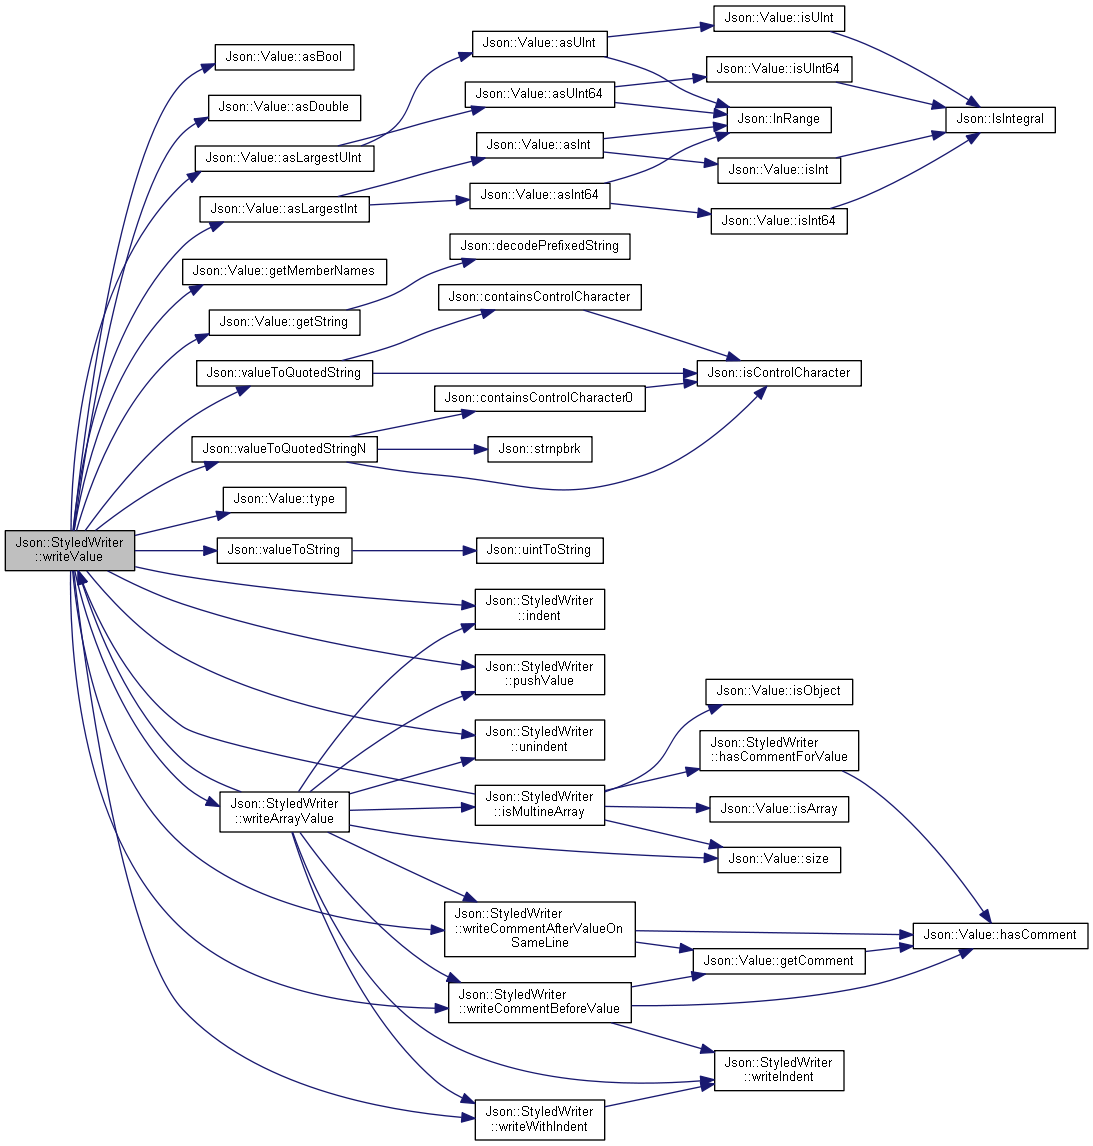 Json::Value::isUInt
Json::Value::asUInt
Json::Value::asBool
Json::Value::isUInt64
Json::Value::asUInt64
Json::Value::asDouble
Json::InRange
Json::IsIntegral
Json::Value::asInt
Json::Value::asLargestUInt
Json::Value::isInt
Json::Value::asInt64
Json::Value::asLargestInt
Json::Value::isInt64
Json::decodePrefixedString
Json::Value::getMemberNames
Json::containsControlCharacter
Json::Value::getString
Json::valueToQuotedString
Json::isControlCharacter
Json::containsControlCharacter0
Json::valueToQuotedStringN
Json::strnpbrk
Json::Value::type
Json::StyledWriter
::writeValue
Json::valueToString
Json::uintToString
Json::StyledWriter
::indent
Json::StyledWriter
::pushValue
Json::Value::isObject
Json::StyledWriter
::unindent
Json::StyledWriter
::hasCommentForValue
Json::StyledWriter
::writeArrayValue
Json::StyledWriter
::isMultineArray
Json::Value::isArray
Json::Value::size
Json::StyledWriter
::writeCommentAfterValueOn
SameLine
Json::Value::hasComment
Json::Value::getComment
Json::StyledWriter
::writeCommentBeforeValue
Json::StyledWriter
::writeIndent
Json::StyledWriter
::writeWithIndent